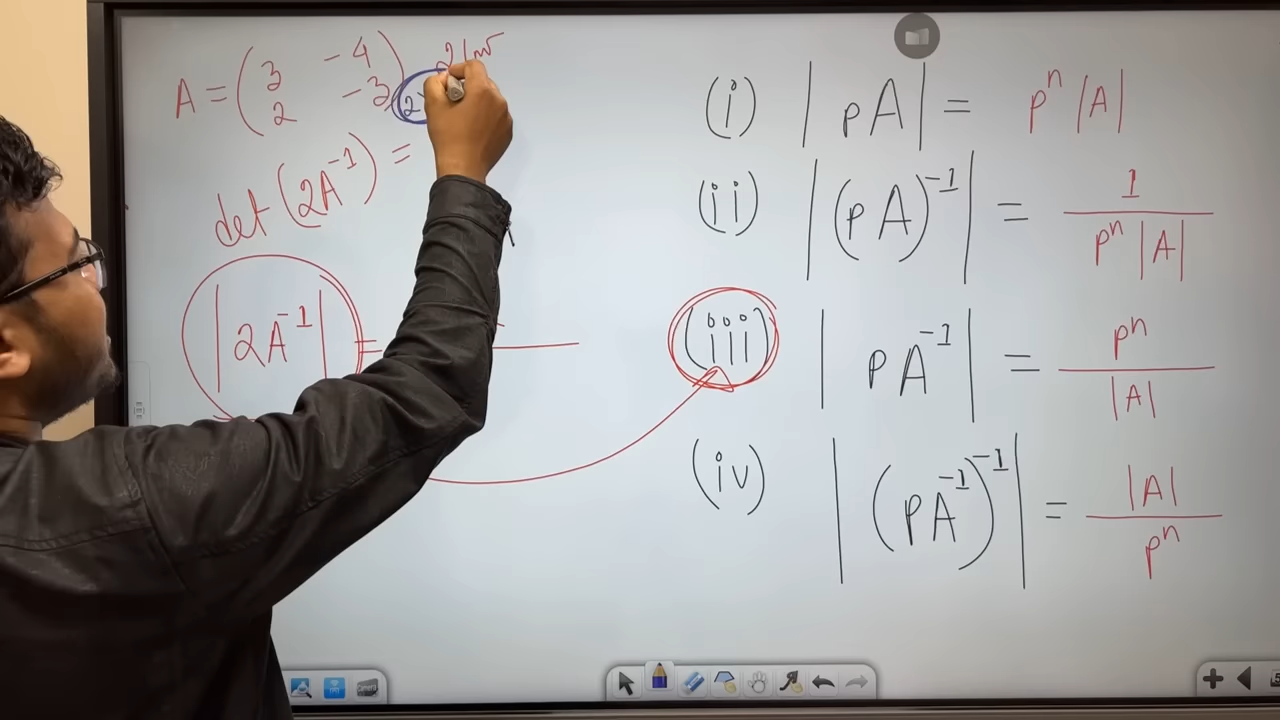 A = ( 3 -4
2 -3 )
det (2A⁻¹) =
|2A⁻¹| =
(i) |pA| = pⁿ |A|
(ii) |(pA)⁻¹| = 1 / pⁿ |A|
(iii) |pA⁻¹| = pⁿ / |A|
(iv) |(pA⁻¹)⁻¹| = |A| / pⁿ
Camera